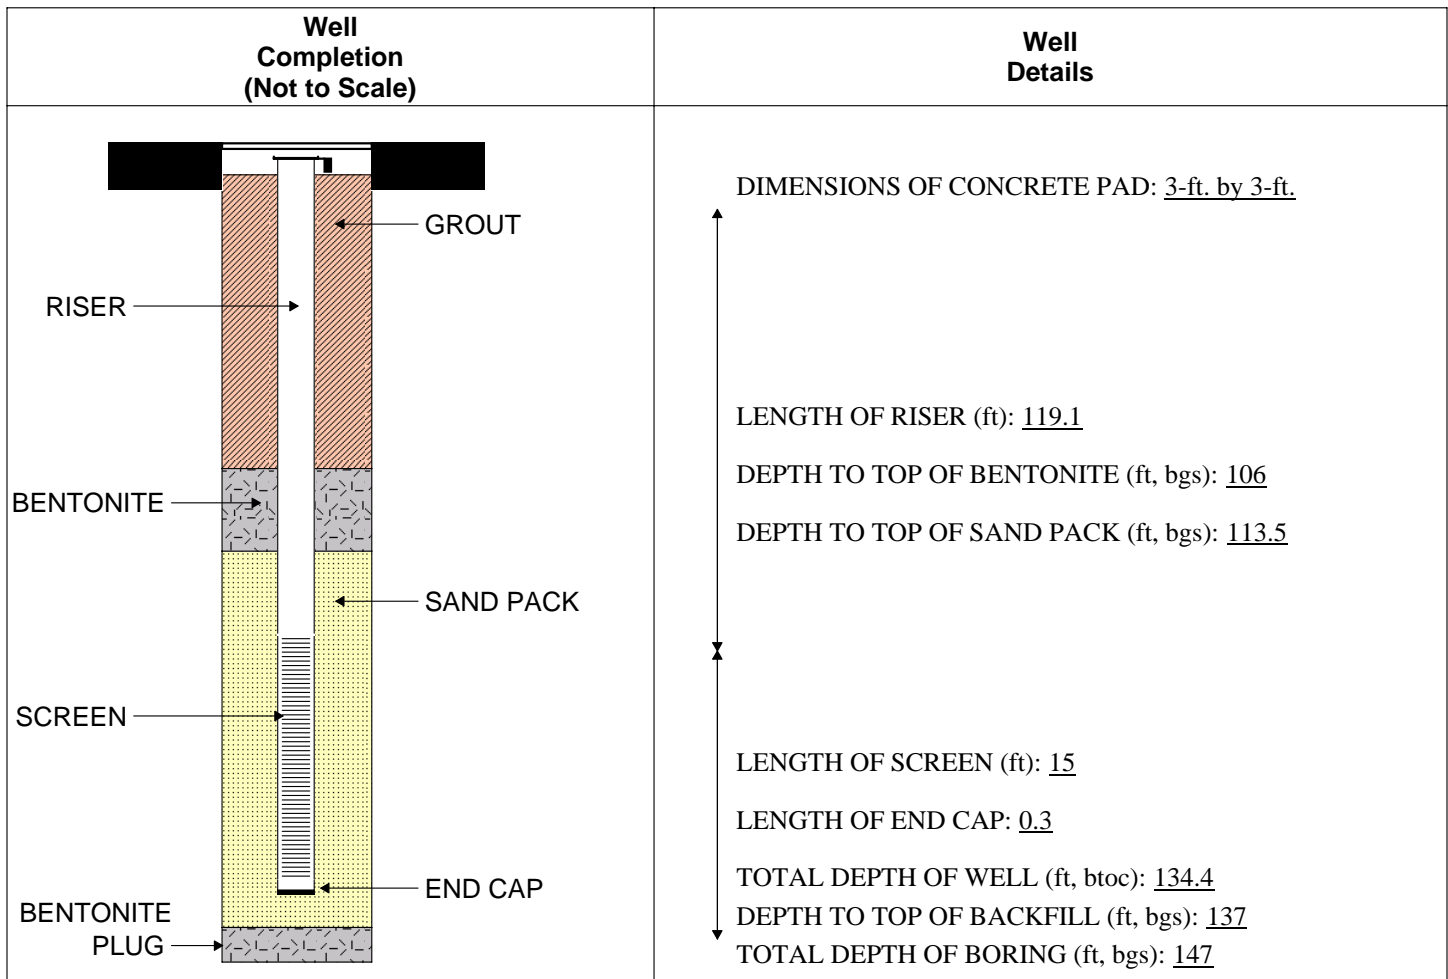 Well
Completion
(Not to Scale)
Well
Details
GROUT
RISER
BENTONITE
SAND PACK
SCREEN
END CAP
BENTONITE
PLUG
DIMENSIONS OF CONCRETE PAD: 3-ft. by 3-ft.
LENGTH OF RISER (ft): 119.1
DEPTH TO TOP OF BENTONITE (ft, bgs): 106
DEPTH TO TOP OF SAND PACK (ft, bgs): 113.5
LENGTH OF SCREEN (ft): 15
LENGTH OF END CAP: 0.3
TOTAL DEPTH OF WELL (ft, btoc): 134.4
DEPTH TO TOP OF BACKFILL (ft, bgs): 137
TOTAL DEPTH OF BORING (ft, bgs): 147